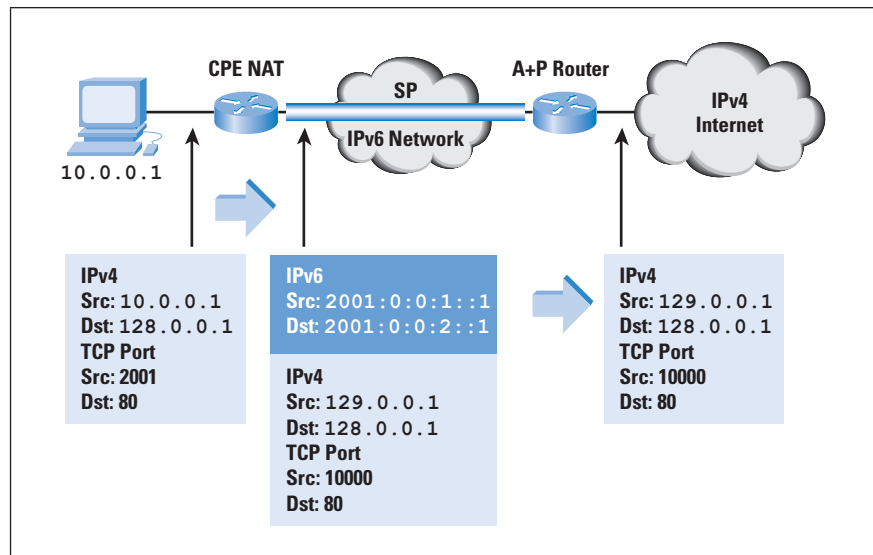 CPE NAT
SP
IPv6 Network
A+P Router
IPv4
Internet
10.0.0.1
IPv4
Src: 10.0.0.1
Dst: 128.0.0.1
TCP Port
Src: 2001
Dst: 80
IPv6
Src: 2001:0:0:1::1
Dst: 2001:0:0:2::1
IPv4
Src: 129.0.0.1
Dst: 128.0.0.1
TCP Port
Src: 10000
Dst: 80
IPv4
Src: 129.0.0.1
Dst: 128.0.0.1
TCP Port
Src: 10000
Dst: 80